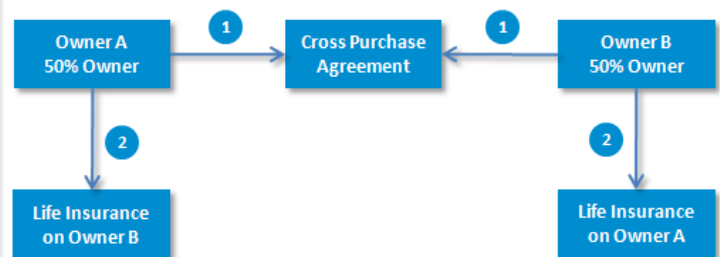 1
1
Owner A
50% Owner
Cross Purchase
Agreement
Owner B
50% Owner
2
2
Life Insurance
on Owner B
Life Insurance
on Owner A